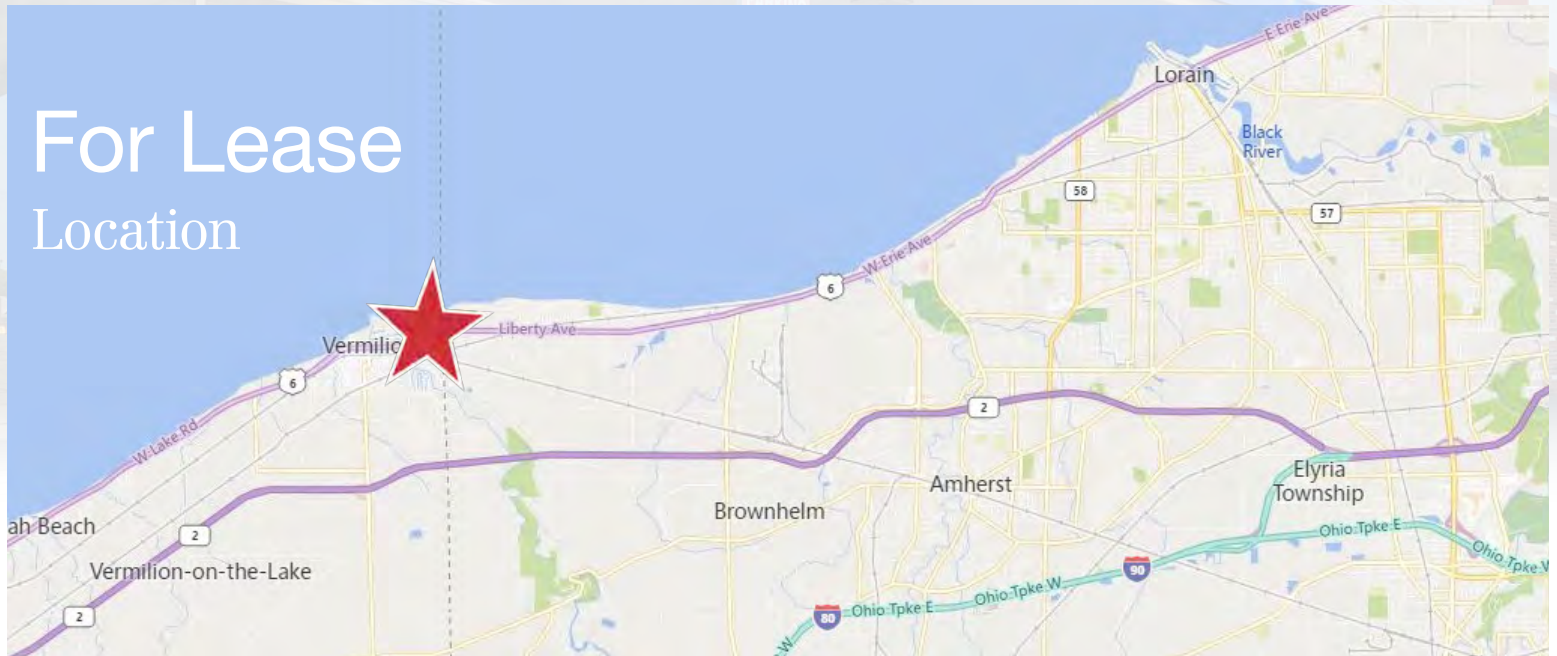 For Lease
Location
E Erie Ave
Lorain
Black
River
58
57
W Erie Ave
6
Liberty Ave
Vermilio
6
W Lake Rd
2
Elyria
Township
Amherst
Brownhelm
ah Beach
2
Ohio Tpke E
Ohio Tpke W
Vermilion-on-the-Lake
90
Ohio Tpke W
80
Ohio Tpke E
2
W